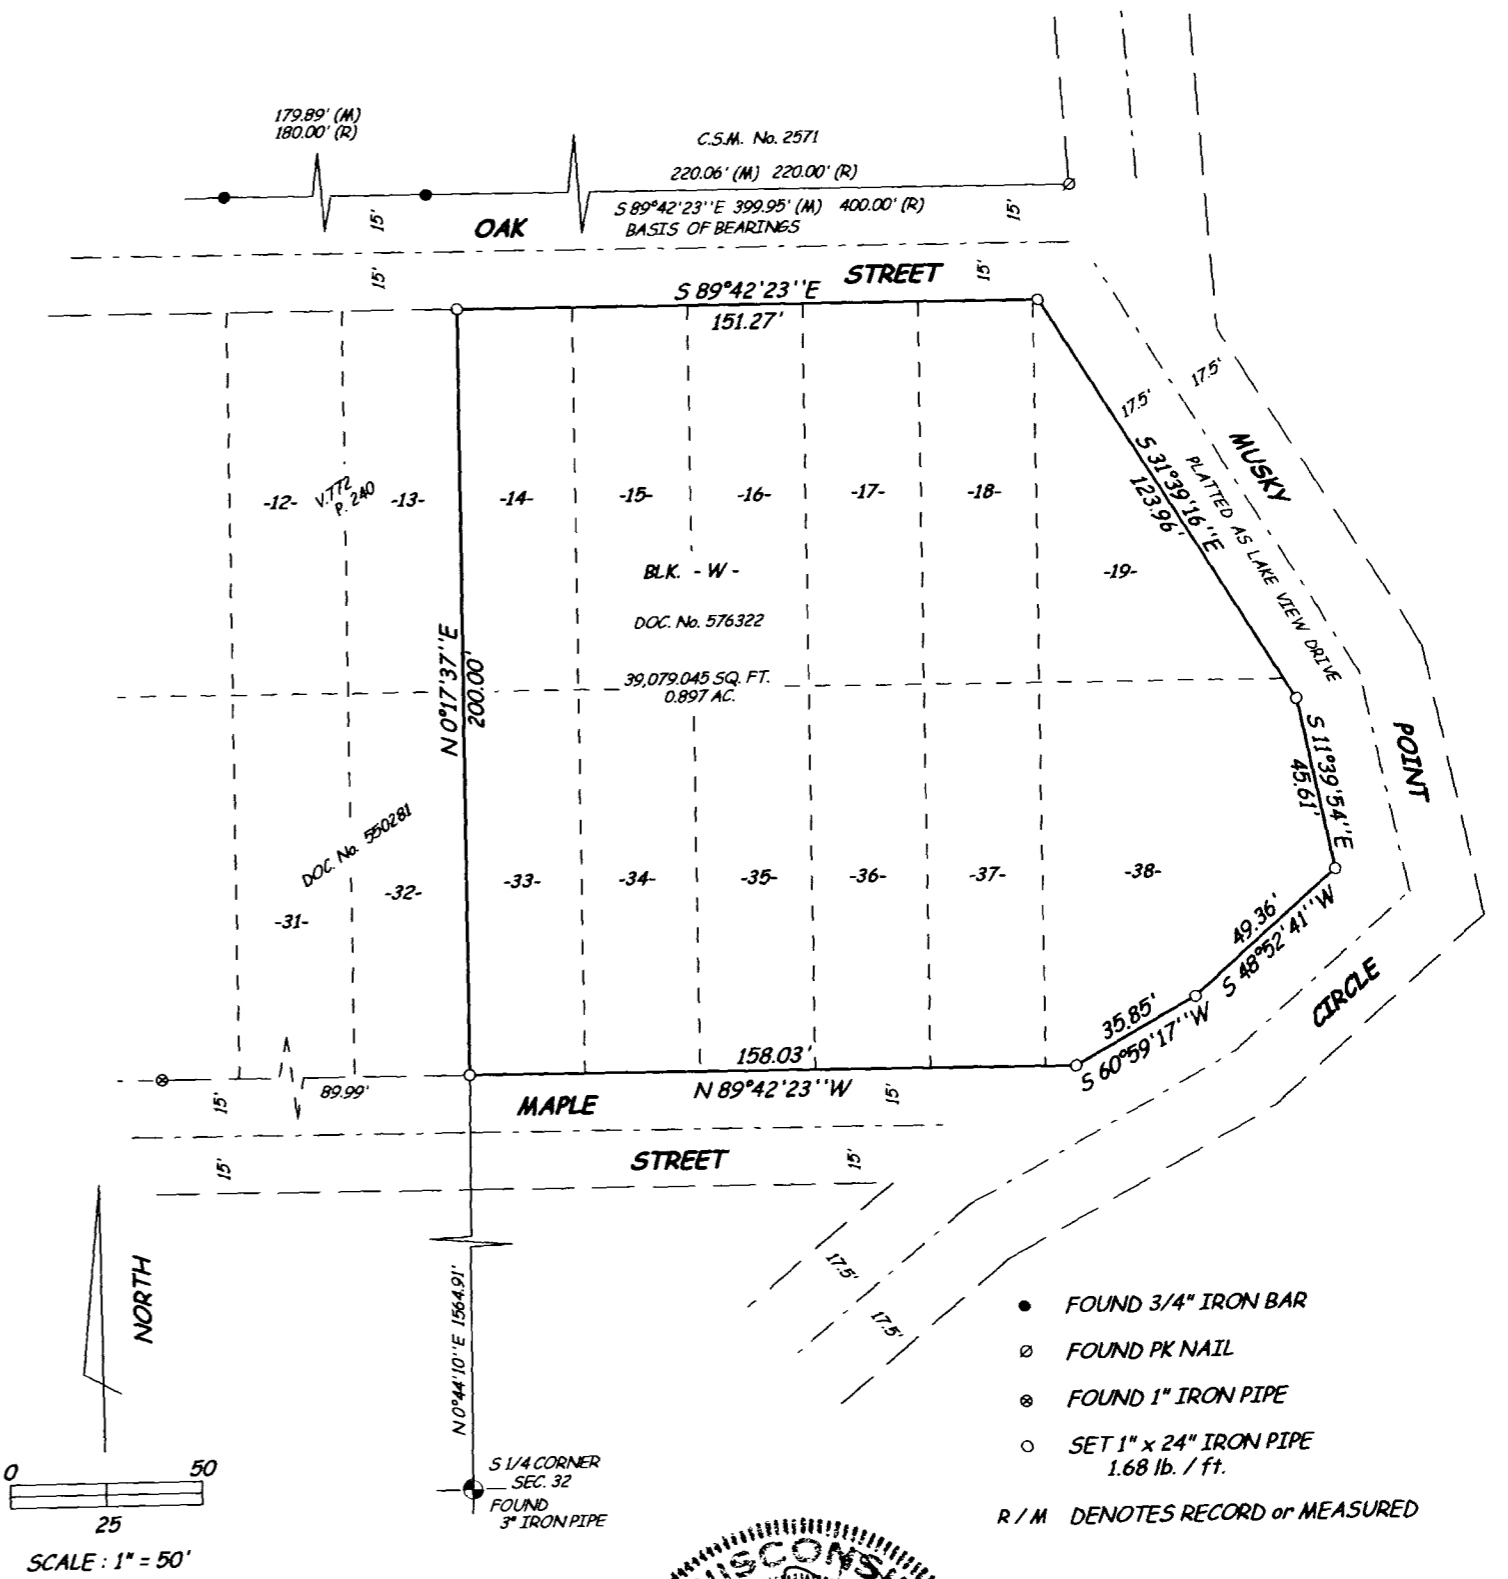 179.89' (M)
180.00' (R)
C.S.M. No. 2571
220.06' (M) 220.00' (R)
S 89°42'23''E 399.95' (M) 400.00' (R)
BASIS OF BEARINGS
15'
15'
OAK
STREET
15'
15'
S 89°42'23''E
151.27'
17.5'
17.5'
MUSKY
S 31°39'16''E
123.96'
PLATTED AS LAKE VIEW DRIVE
-12-
V.772
P. 240
-13-
-14-
-15-
-16-
-17-
-18-
-19-
BLK. - W -
DOC. No. 576322
39,079.045 SQ. FT.
0.897 AC.
N 0°17'37''E
200.00'
POINT
S 11°39'54''E
45.61'
DOC. No. 550281
-31-
-32-
-33-
-34-
-35-
-36-
-37-
-38-
49.36'
S 48°52'41''W
CIRCLE
35.85'
S 60°59'17''W
158.03'
N 89°42'23''W
89.99'
15'
15'
MAPLE
STREET
15'
15'
17.5'
17.5'
NORTH
N 0°44'10''E 1564.91'
S 1/4 CORNER
SEC. 32
FOUND
3" IRON PIPE
0 50
25
SCALE : 1" = 50'
FOUND 3/4" IRON BAR
FOUND PK NAIL
FOUND 1" IRON PIPE
SET 1" x 24" IRON PIPE
1.68 lb. / ft.
R / M DENOTES RECORD or MEASURED